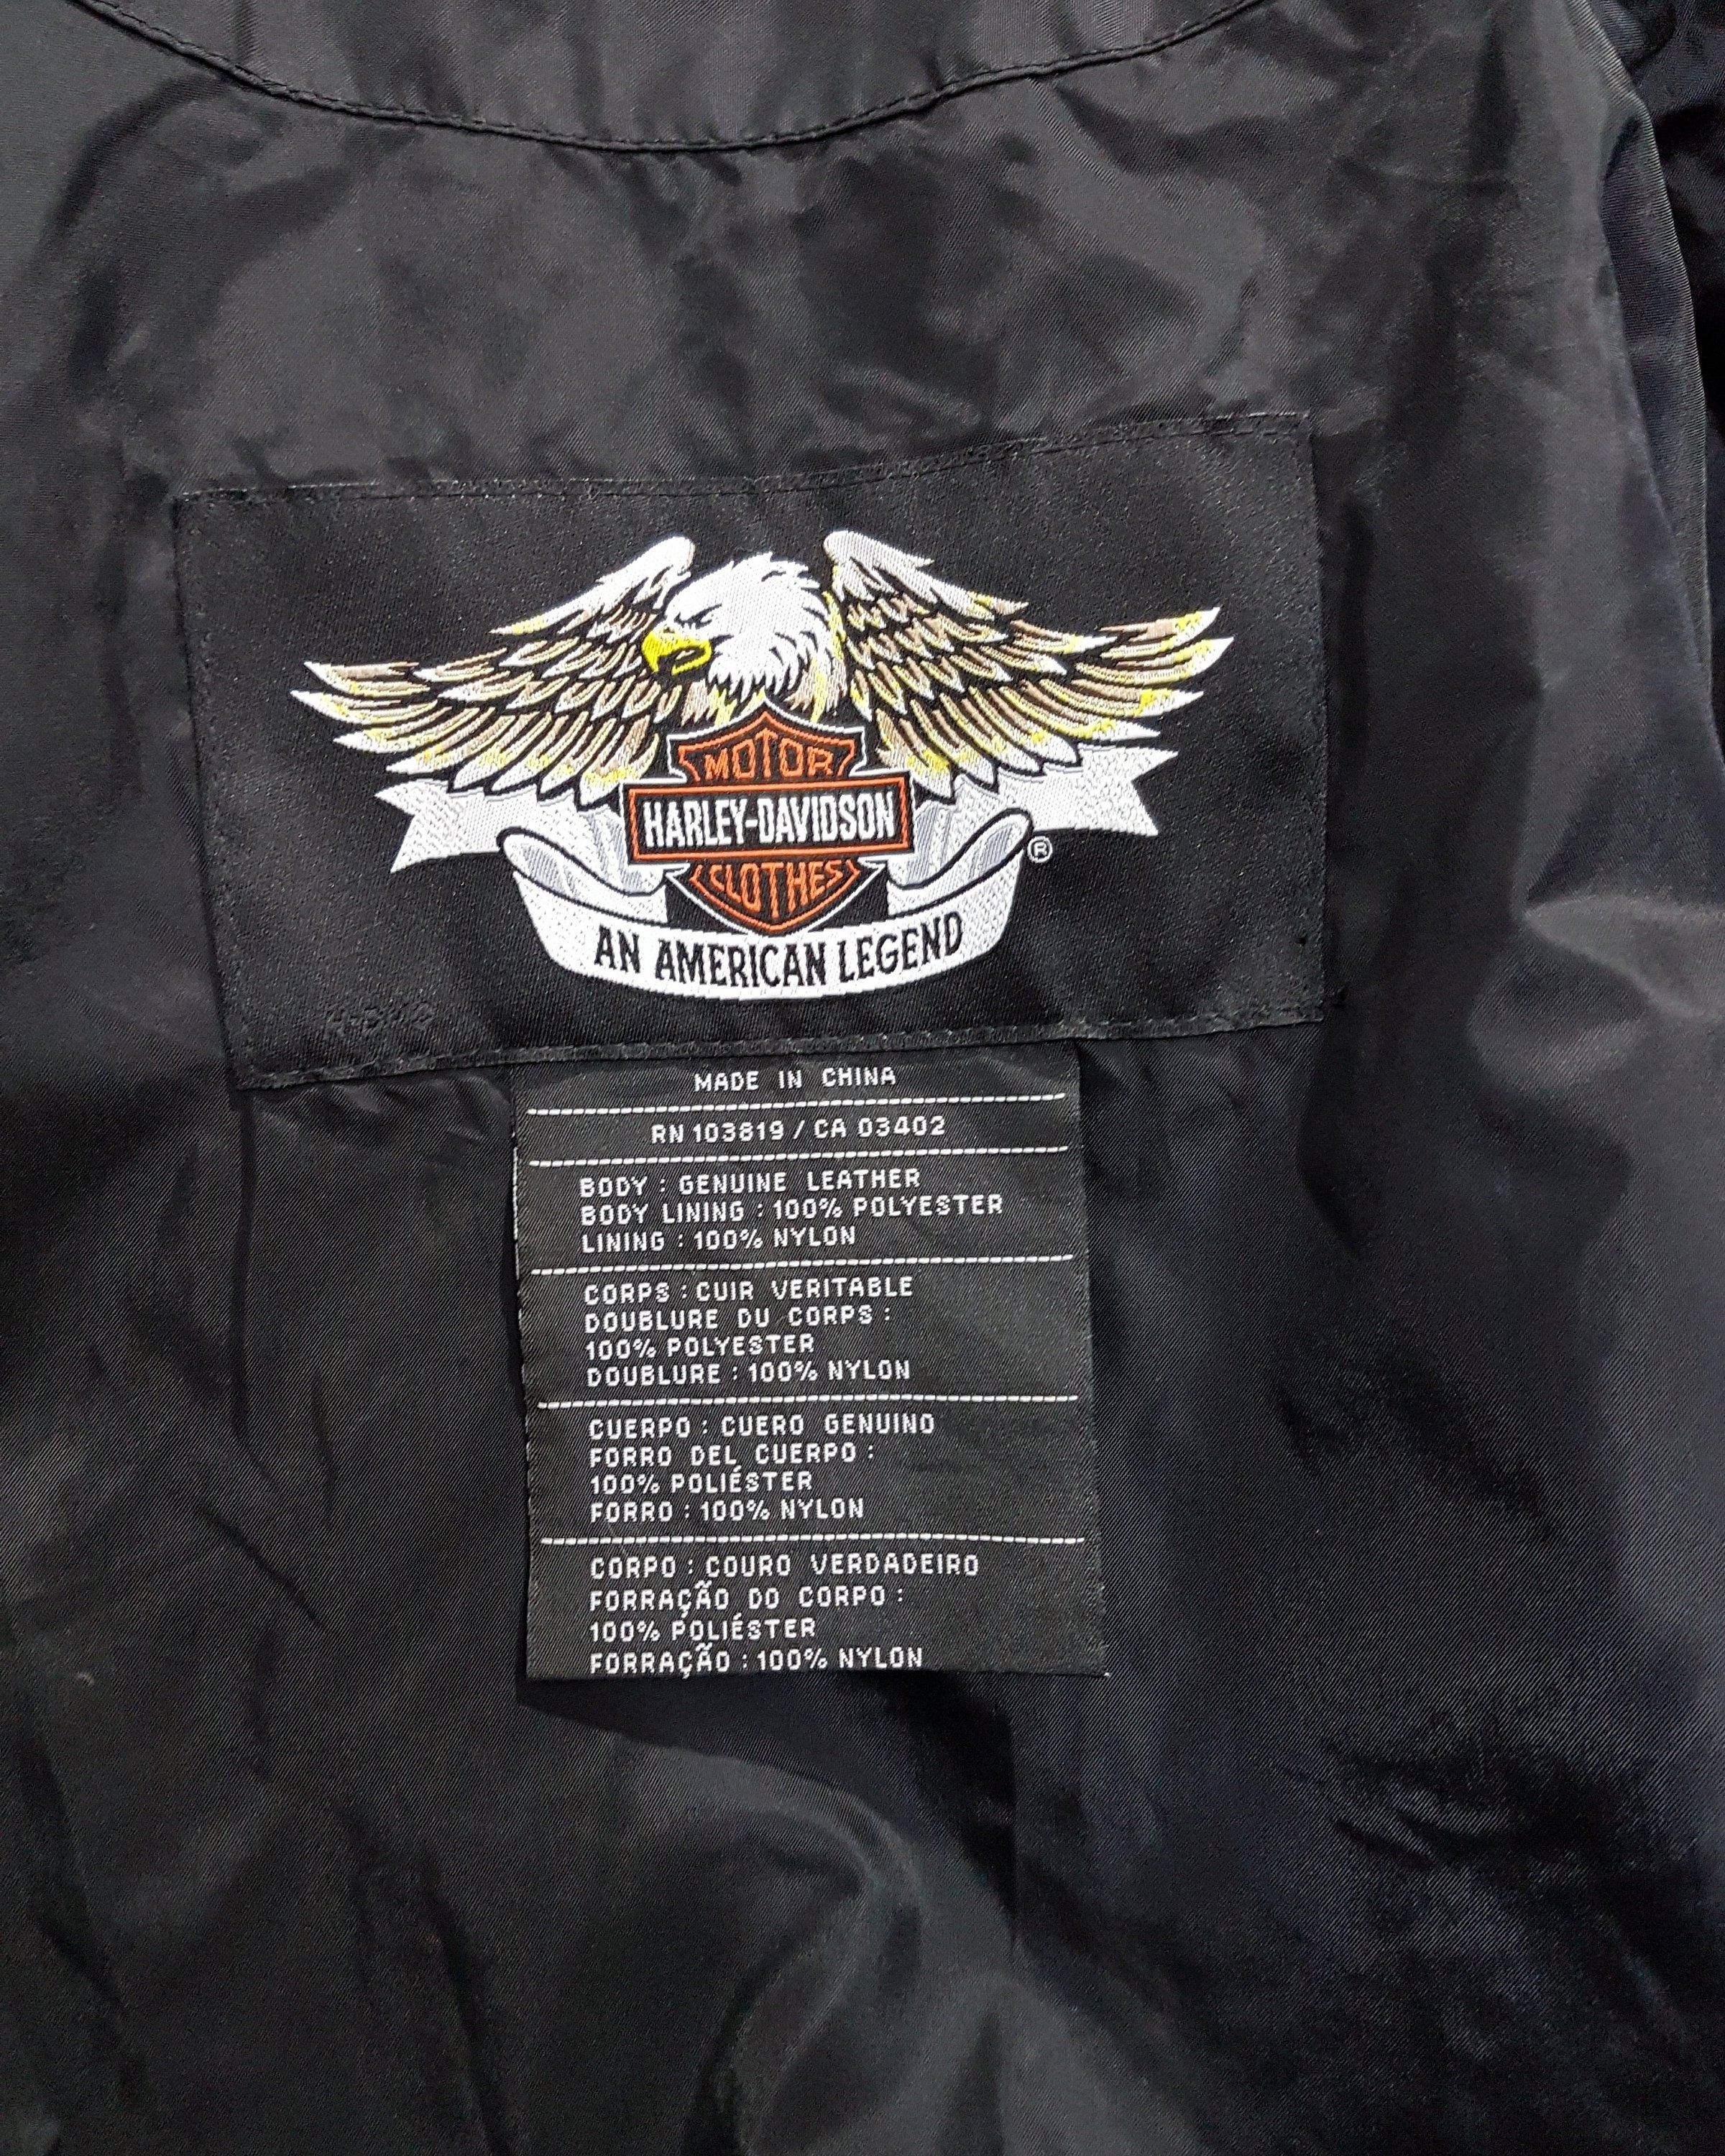 MOTOR
HARLEY-DAVIDSON
CLOTHES
®
AN AMERICAN LEGEND
MADE IN CHINA
RN 103819 / CA 03402
BODY : GENUINE LEATHER
BODY LINING : 100% POLYESTER
LINING : 100% NYLON
CORPS : CUIR VERITABLE
DOUBLURE DU CORPS :
100% POLYESTER
DOUBLURE : 100% NYLON
CUERPO : CUERO GENUINO
FORRO DEL CUERPO :
100% POLIÉSTER
FORRO : 100% NYLON
CORPO : COURO VERDADEIRO
FORRAÇÃO DO CORPO :
100% POLIÉSTER
FORRAÇÃO : 100% NYLON